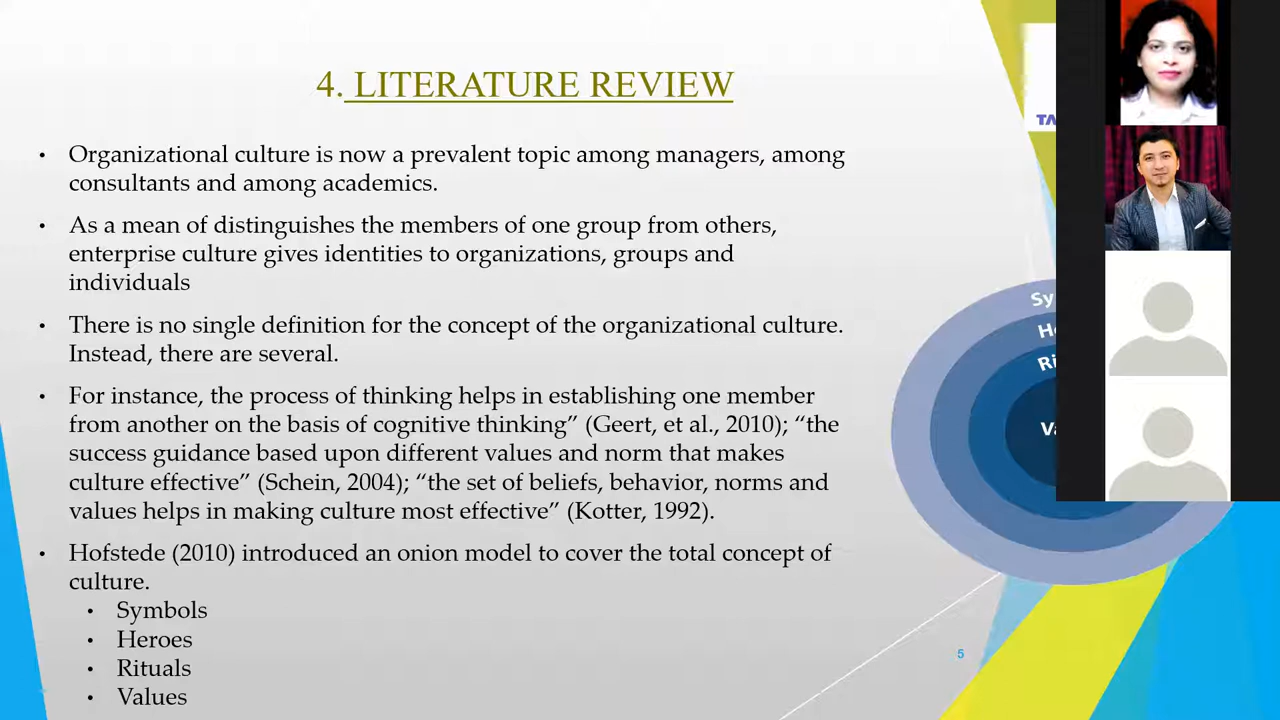 4. LITERATURE REVIEW
• Organizational culture is now a prevalent topic among managers, among
consultants and among academics.
• As a mean of distinguishes the members of one group from others,
enterprise culture gives identities to organizations, groups and
individuals
• There is no single definition for the concept of the organizational culture.
Instead, there are several.
• For instance, the process of thinking helps in establishing one member
from another on the basis of cognitive thinking” (Geert, et al., 2010); “the
success guidance based upon different values and norm that makes
culture effective” (Schein, 2004); “the set of beliefs, behavior, norms and
values helps in making culture most effective” (Kotter, 1992).
• Hofstede (2010) introduced an onion model to cover the total concept of
culture.
• Symbols
• Heroes
• Rituals
• Values
5